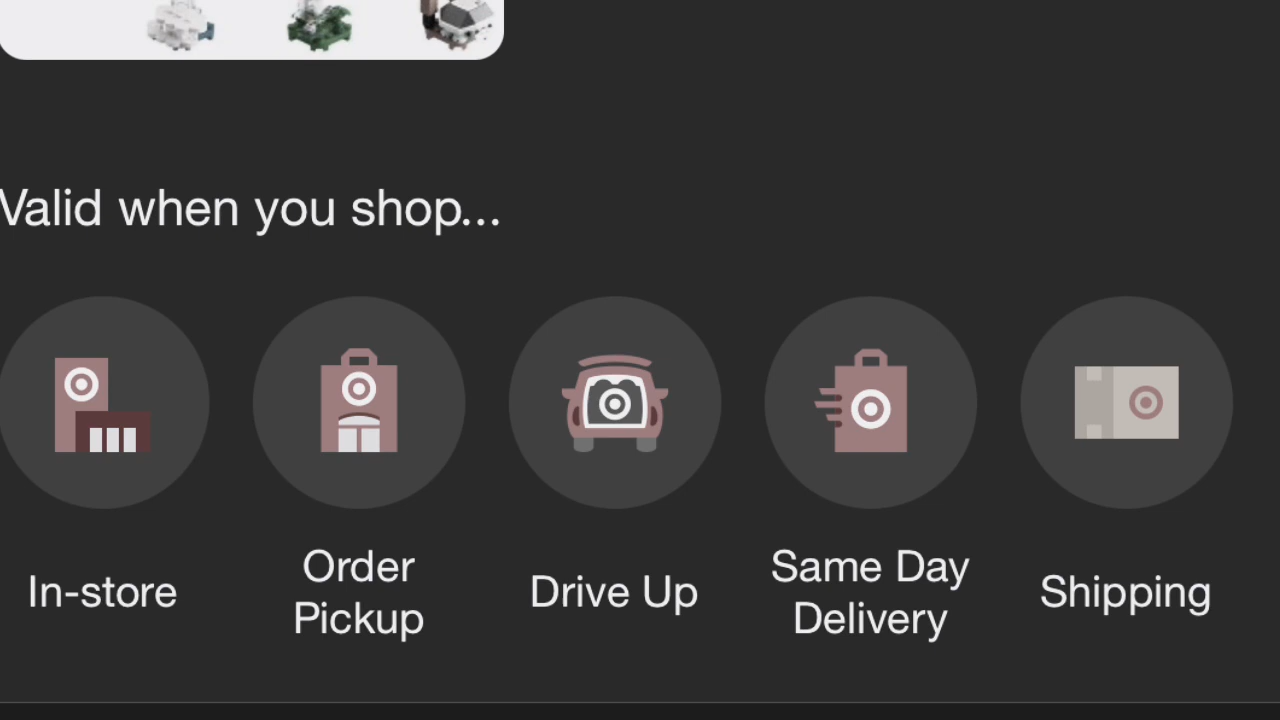 Valid when you shop...
In-store
Order
Pickup
Drive Up
Same Day
Delivery
Shipping